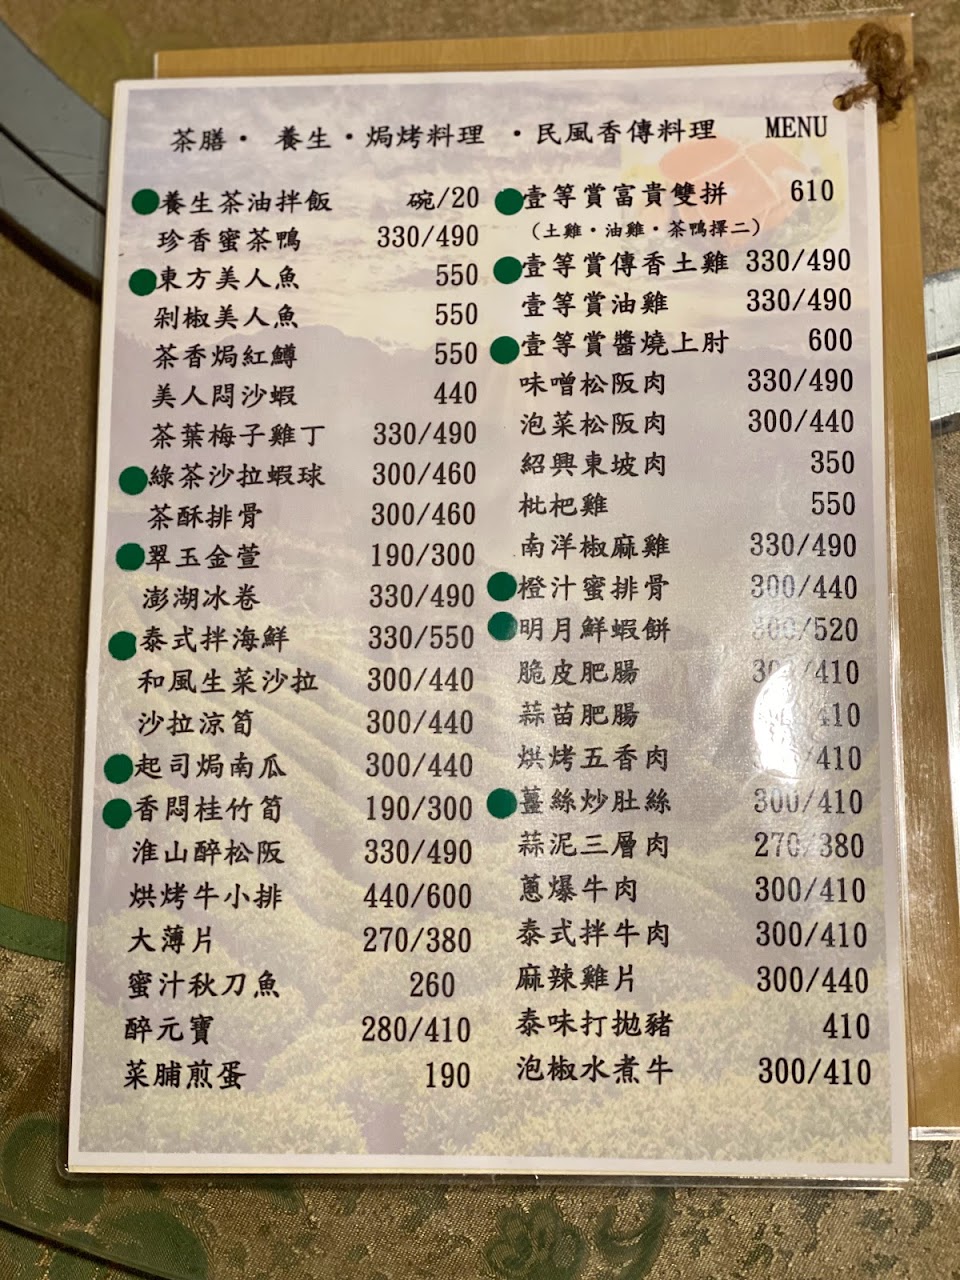 茶膳・ 養生・焗烤料理 ・民風香傳料理 MENU
養生茶油拌飯 碗/20
珍香蜜茶鴨 330/490
東方美人魚 550
剁椒美人魚 550
茶香焗紅鱒 550
美人悶沙蝦 440
茶葉梅子雞丁 330/490
綠茶沙拉蝦球 300/460
茶酥排骨 300/460
翠玉金萱 190/300
澎湖冰卷 330/490
泰式拌海鮮 330/550
和風生菜沙拉 300/440
沙拉涼筍 300/440
起司焗南瓜 300/440
香悶桂竹筍 190/300
淮山醉松阪 330/490
烘烤牛小排 440/600
大薄片 270/380
蜜汁秋刀魚 260
醉元寶 280/410
菜脯煎蛋 190
壹等賞富貴雙拼 610
（土雞・油雞・茶鴨擇二）
壹等賞傳香土雞 330/490
壹等賞油雞 330/490
壹等賞醬燒上肘 600
味噌松阪肉 330/490
泡菜松阪肉 300/440
紹興東坡肉 350
枇杷雞 550
南洋椒麻雞 330/490
橙汁蜜排骨 300/440
明月鮮蝦餅 300/520
脆皮肥腸 /410
蒜苗肥腸
烘烤五香肉 /410
薑絲炒肚絲 300/410
蒜泥三層肉 270/380
蔥爆牛肉 300/410
泰式拌牛肉 300/410
麻辣雞片 300/440
泰味打拋豬 410
泡椒水煮牛 300/410